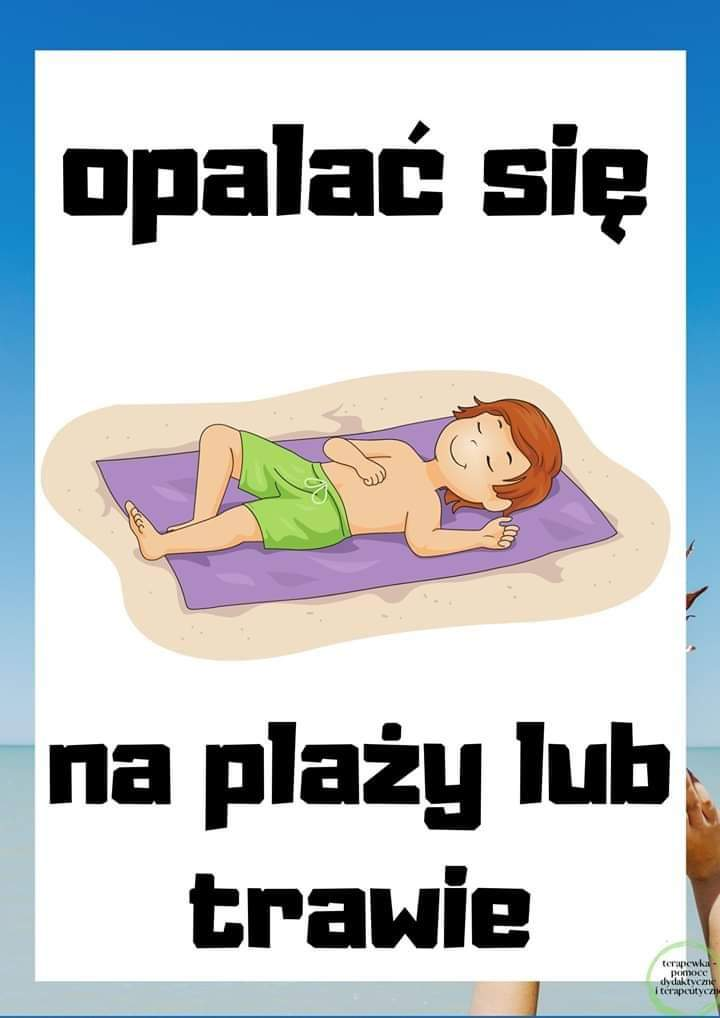 opalać się
na plaży lub
trawie
terapewka -
pomoce
dydaktyczne
i terapeutyczne